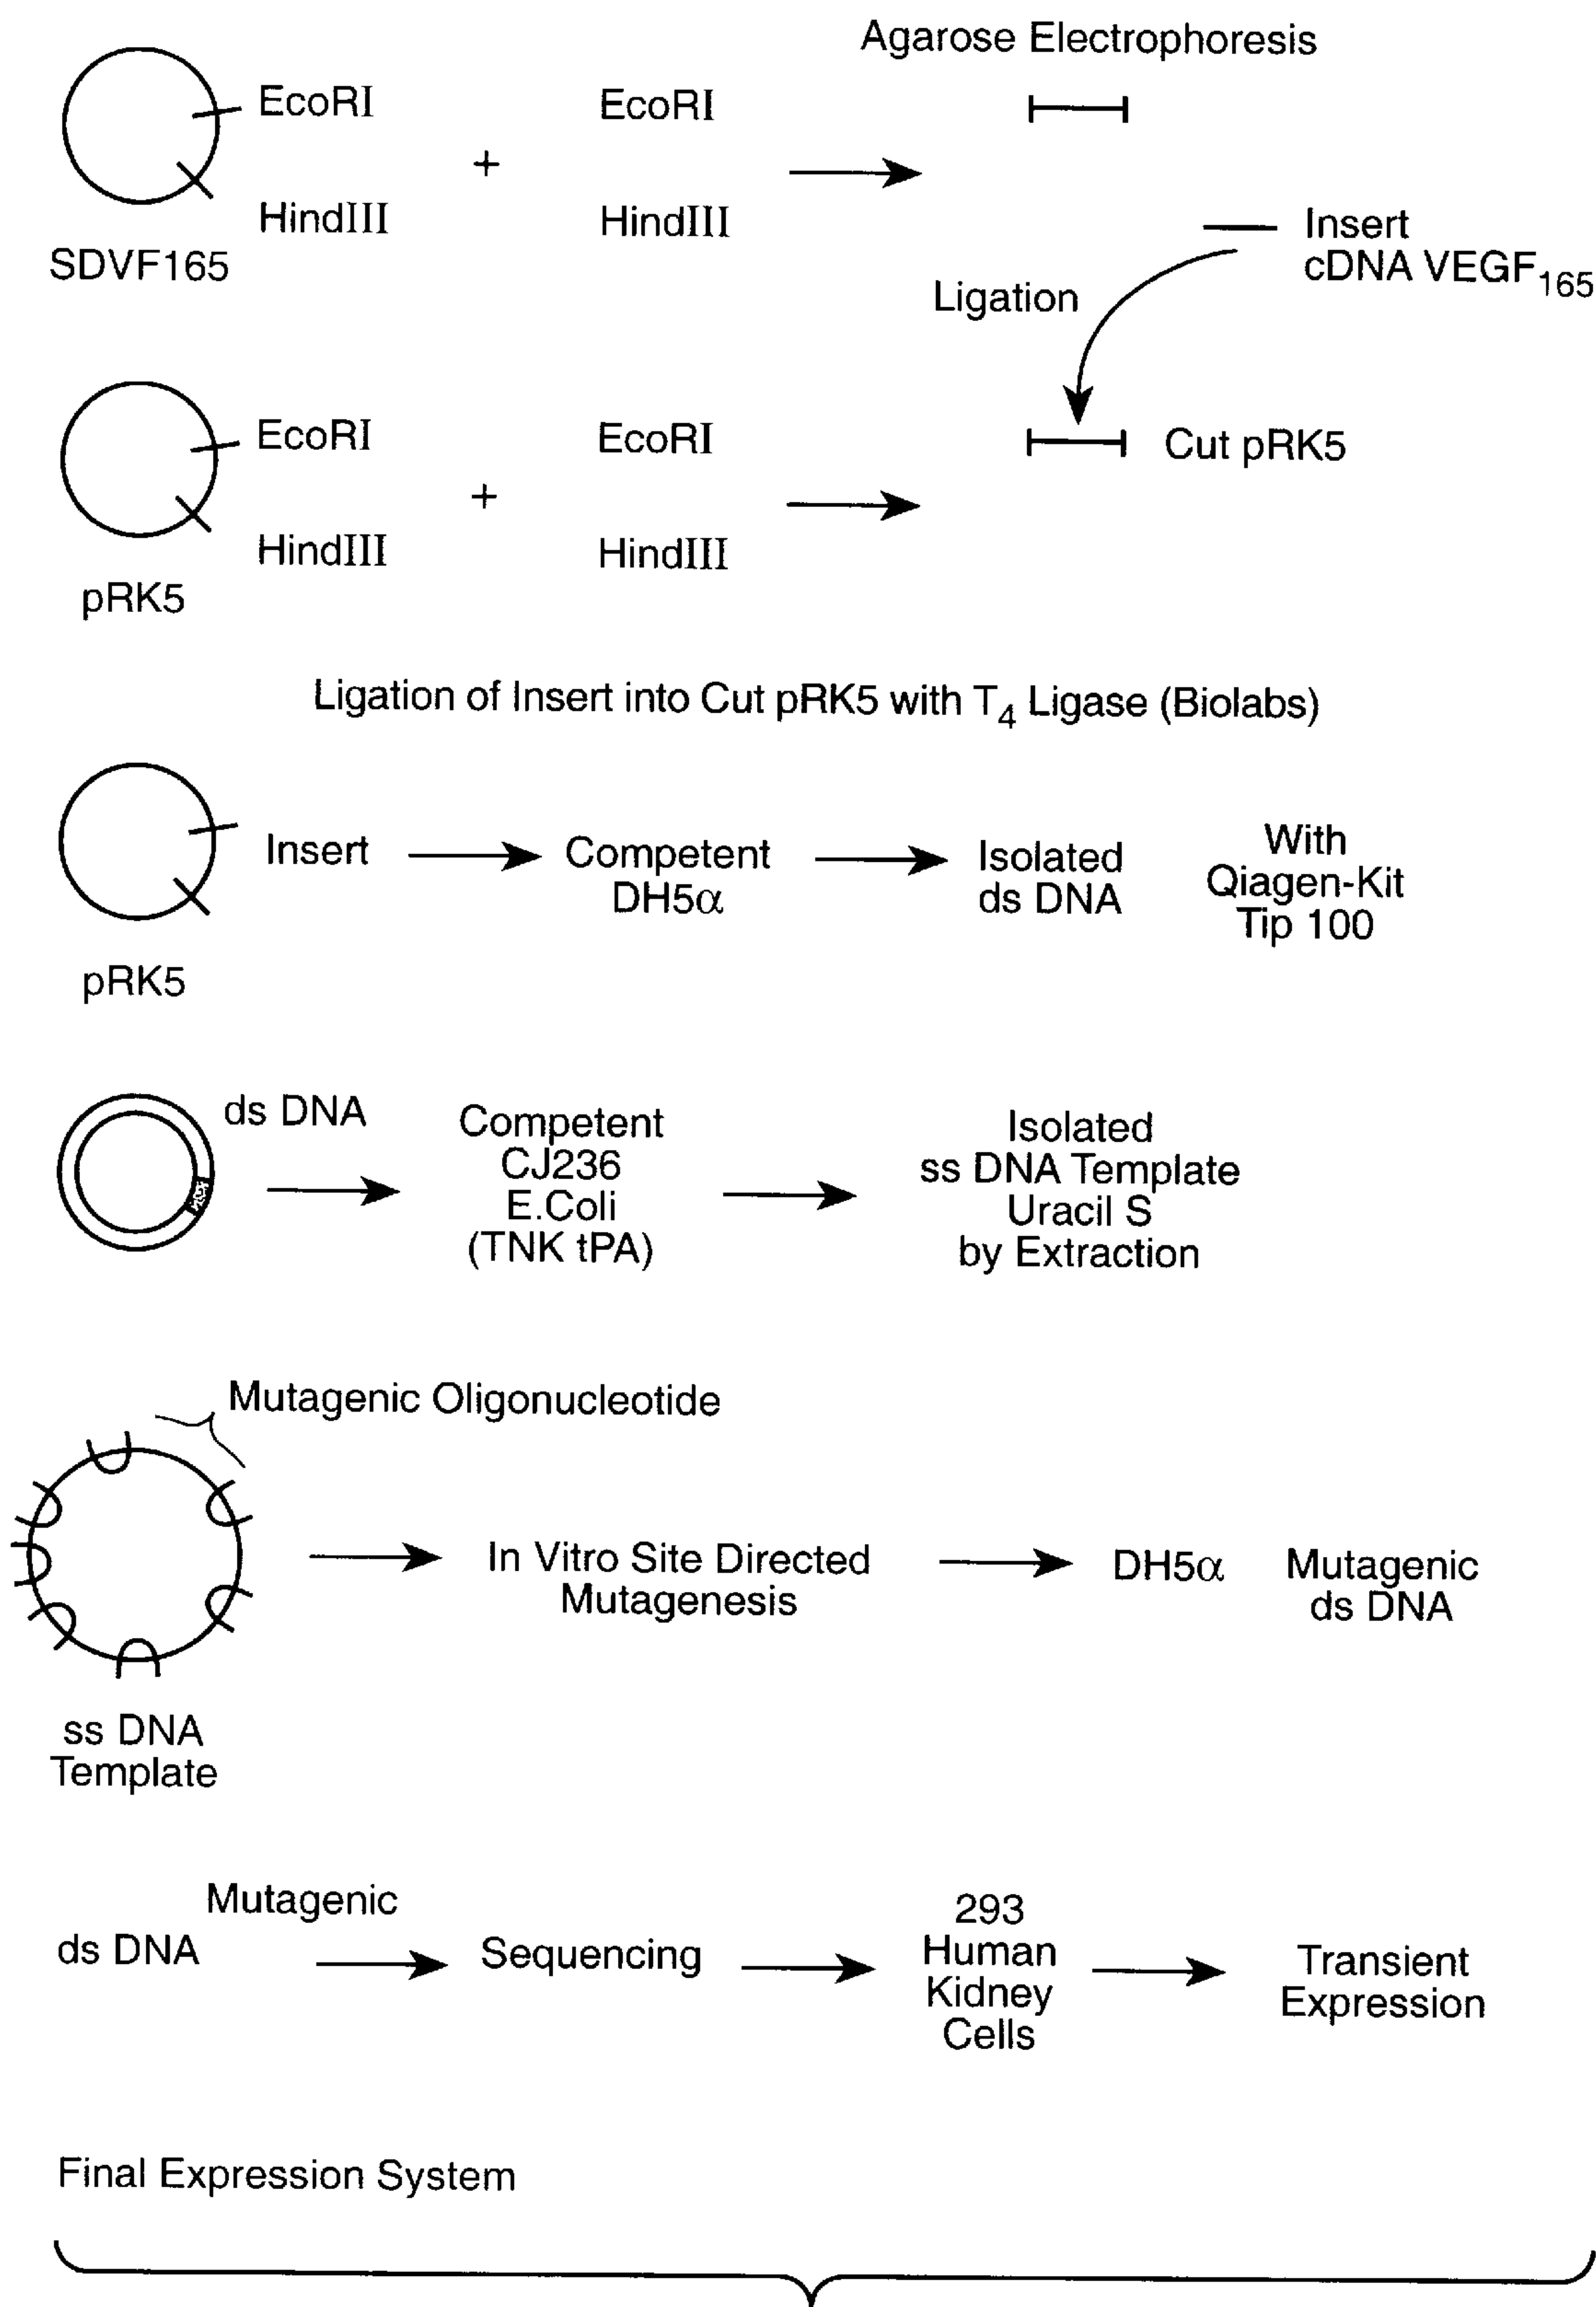 Agarose Electrophoresis
EcoRI
EcoRI
+
HindIII
HindIII
SDVF165
Insert
cDNA VEGF165
Ligation
EcoRI
EcoRI
Cut pRK5
+
HindIII
HindIII
pRK5
Ligation of Insert into Cut pRK5 with T4 Ligase (Biolabs)
Insert
Competent
DH5α
Isolated
ds DNA
With
Qiagen-Kit
Tip 100
pRK5
ds DNA
Competent
CJ236
E.Coli
(TNK tPA)
Isolated
ss DNA Template
Uracil S
by Extraction
Mutagenic Oligonucleotide
In Vitro Site Directed
Mutagenesis
DH5α
Mutagenic
ds DNA
ss DNA
Template
Mutagenic
ds DNA
Sequencing
293
Human
Kidney
Cells
Transient
Expression
Final Expression System